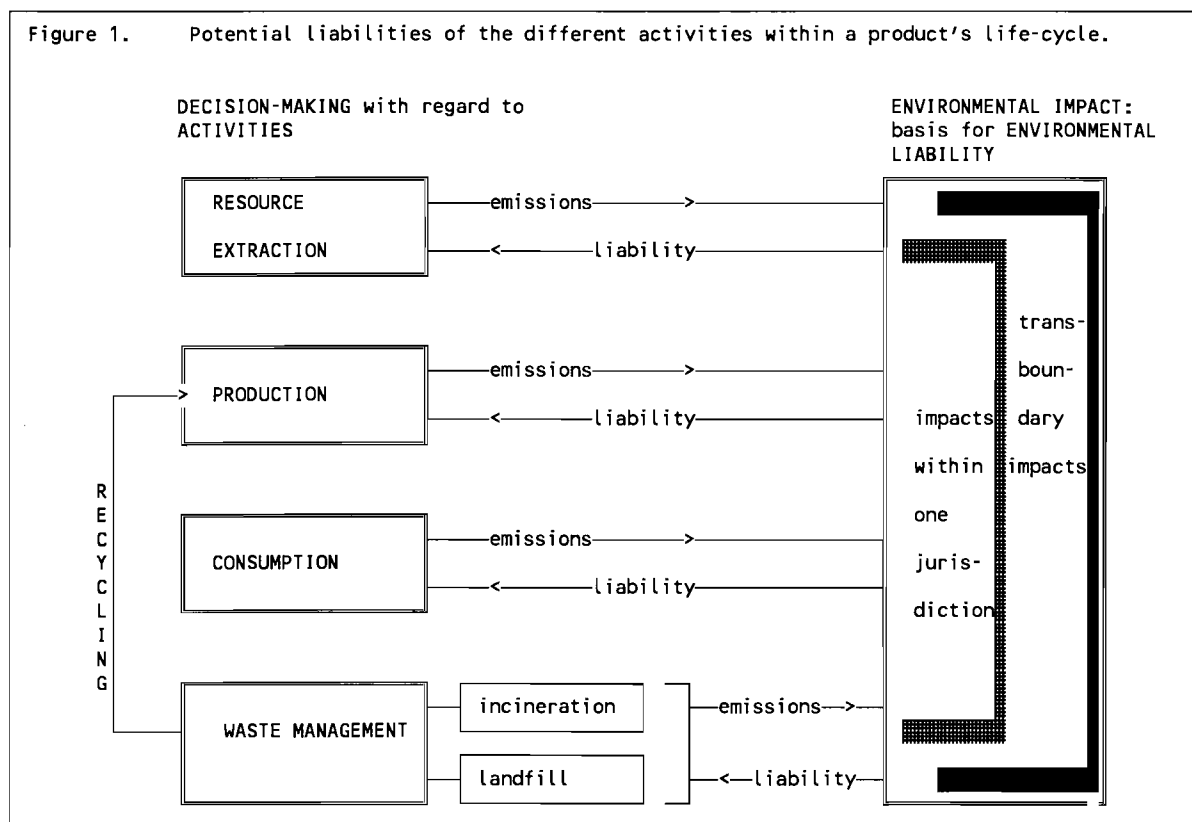 Figure 1. Potential liabilities of the different activities within a product's life-cycle.
DECISION-MAKING with regard to
ACTIVITIES
ENVIRONMENTAL IMPACT:
basis for ENVIRONMENTAL
LIABILITY
RESOURCE
EXTRACTION
emissions >
< liability
PRODUCTION
emissions >
< liability
CONSUMPTION
emissions >
< liability
WASTE MANAGEMENT
incineration
landfill
emissions >
< liability
>
RECYCLING
impacts
within
one
juris-
diction
trans-
boun-
dary
impacts